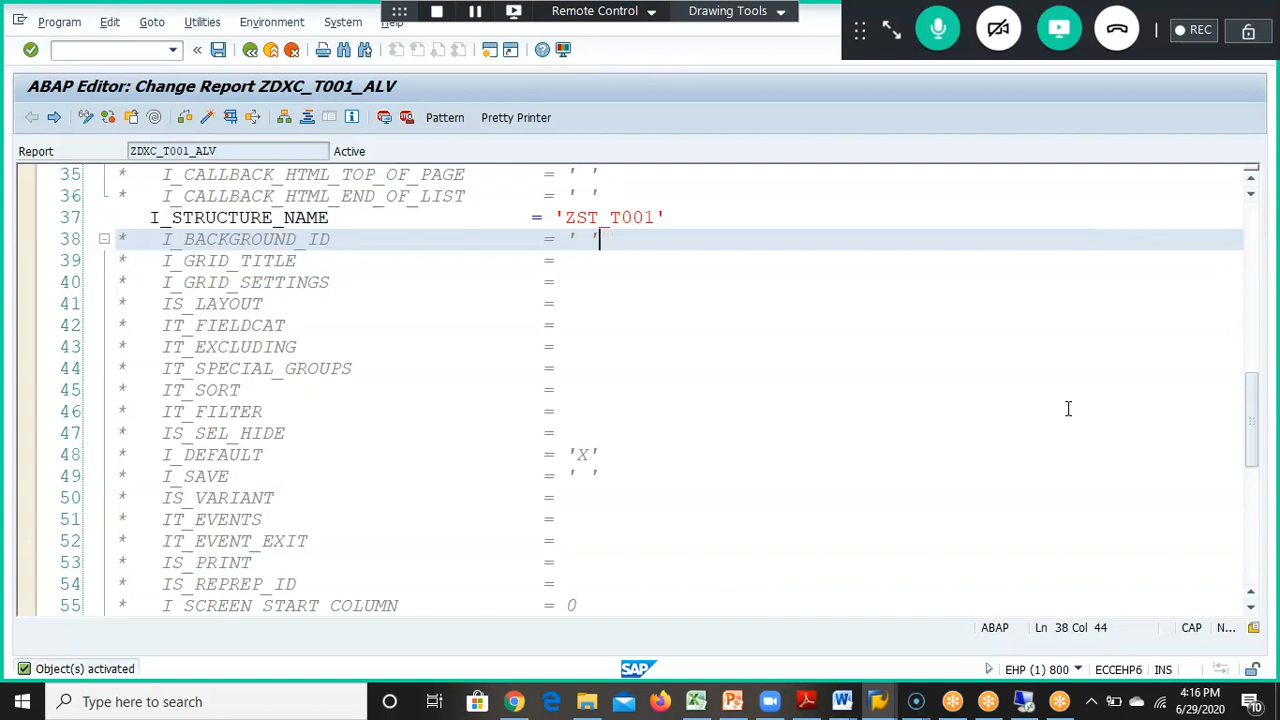 Program Edit Goto Utilities Environment System Help
Remote Control Drawing Tools
REC
ABAP Editor: Change Report ZDXC_T001_ALV
Pattern Pretty Printer
Report ZDXC_T001_ALV Active
35 * I_CALLBACK_HTML_TOP_OF_PAGE = ' '
36 * I_CALLBACK_HTML_END_OF_LIST = ' '
37 I_STRUCTURE_NAME = 'ZST_T001'
38 * I_BACKGROUND_ID = ' '
39 * I_GRID_TITLE =
40 * I_GRID_SETTINGS =
41 * IS_LAYOUT =
42 * IT_FIELDCAT =
43 * IT_EXCLUDING =
44 * IT_SPECIAL_GROUPS =
45 * IT_SORT =
46 * IT_FILTER =
47 * IS_SEL_HIDE =
48 * I_DEFAULT = 'X'
49 * I_SAVE = ' '
50 * IS_VARIANT =
51 * IT_EVENTS =
52 * IT_EVENT_EXIT =
53 * IS_PRINT =
54 * IS_REPREP_ID =
55 * I_SCREEN_START_COLUMN = 0
ABAP Ln 38 Col 44 CAP N...
Object(s) activated SAP EHP (1) 800 ECCEHP6 INS
Type here to search
4:16 PM
6/29/2020
10